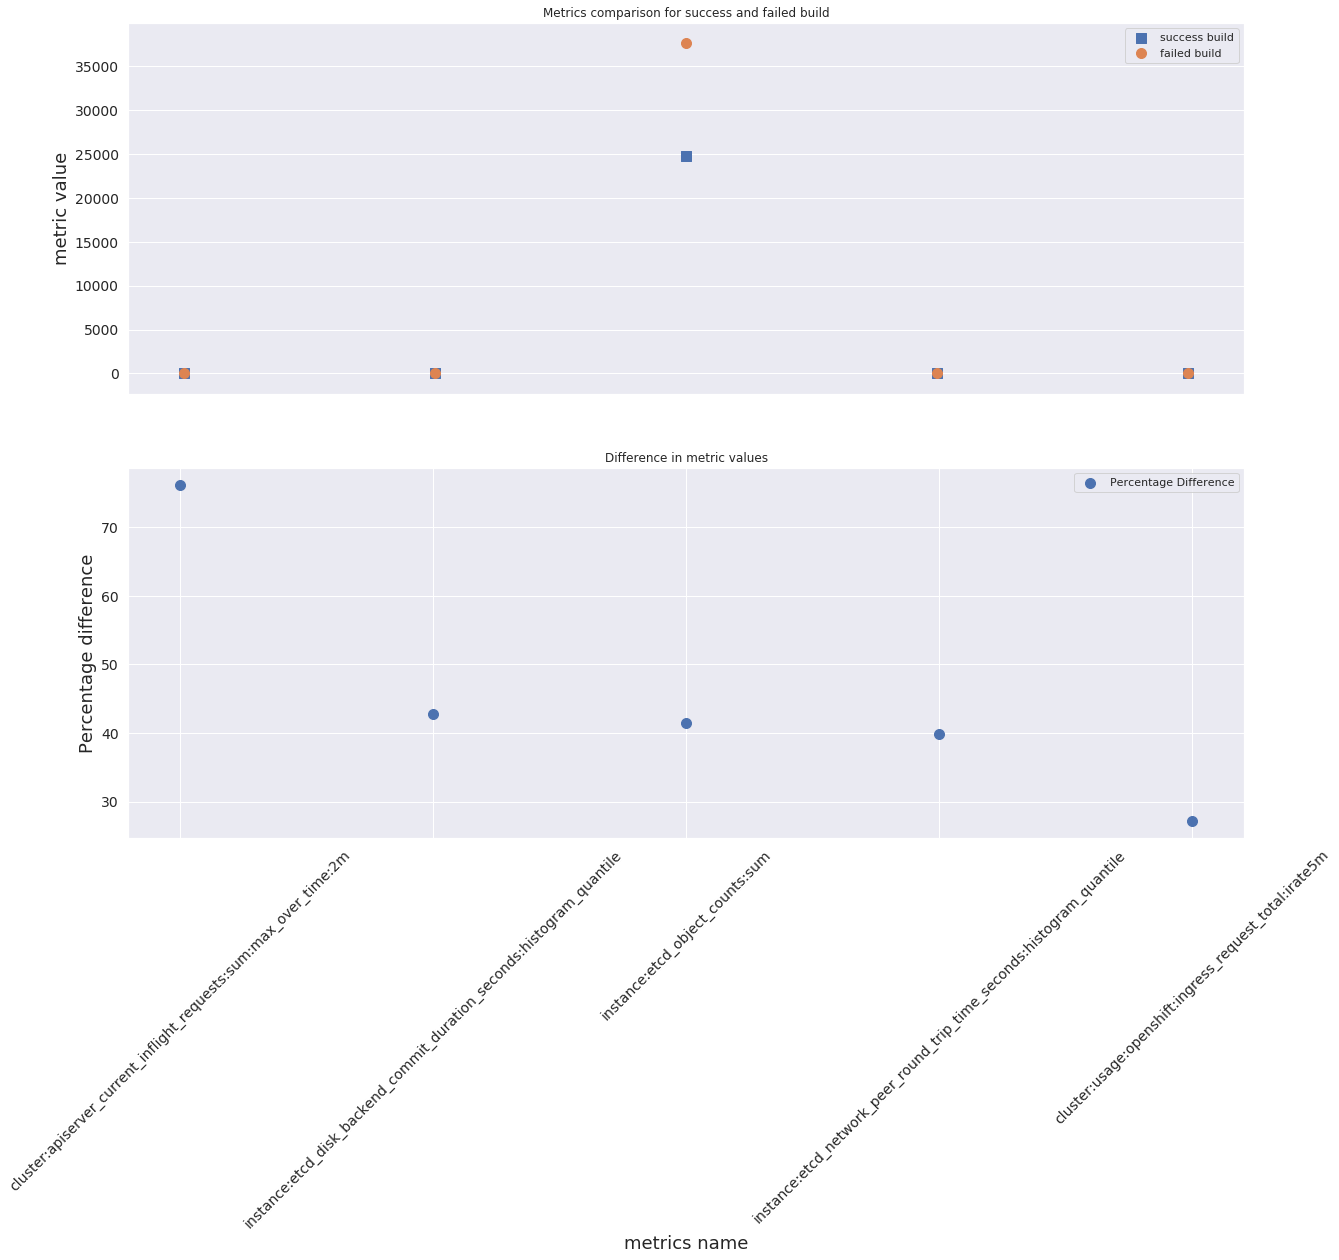 Metrics comparison for success and failed build
success build
failed build
metric value
35000
30000
25000
20000
15000
10000
5000
0
Difference in metric values
Percentage Difference
Percentage difference
70
60
50
40
30
cluster:apiserver_current_inflight_requests:sum:max_over_time:2m
instance:etcd_disk_backend_commit_duration_seconds:histogram_quantile
instance:etcd_object_counts:sum
instance:etcd_network_peer_round_trip_time_seconds:histogram_quantile
cluster:usage:openshift:ingress_request_total:irate5m
metrics name